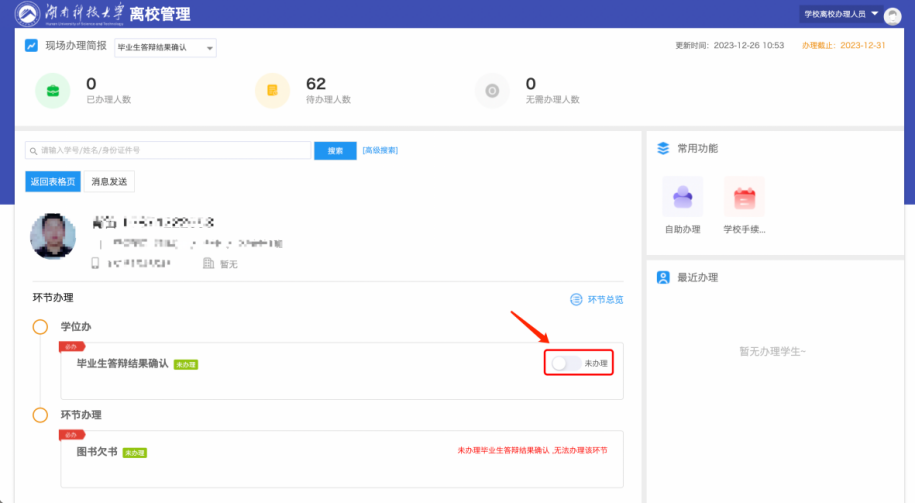 湖南科技大学 离校管理
Hunan University of Science and Technology
学校离校办理人员
现场办理简报 毕业生答辩结果确认
更新时间: 2023-12-26 10:53 办理截止: 2023-12-31
0
已办理人数
62
待办理人数
0
无需办理人数
请输入学号/姓名/身份证件号 搜索 [高级搜索]
返回表格页 消息发送
暂无
环节办理 环节总览
学位办
必办
毕业生答辩结果确认 未办理 未办理
环节办理
必办
图书欠书 未办理 未办理毕业生答辩结果确认 ,无法办理该环节
常用功能
自助办理 学校手续...
最近办理
暂无办理学生~